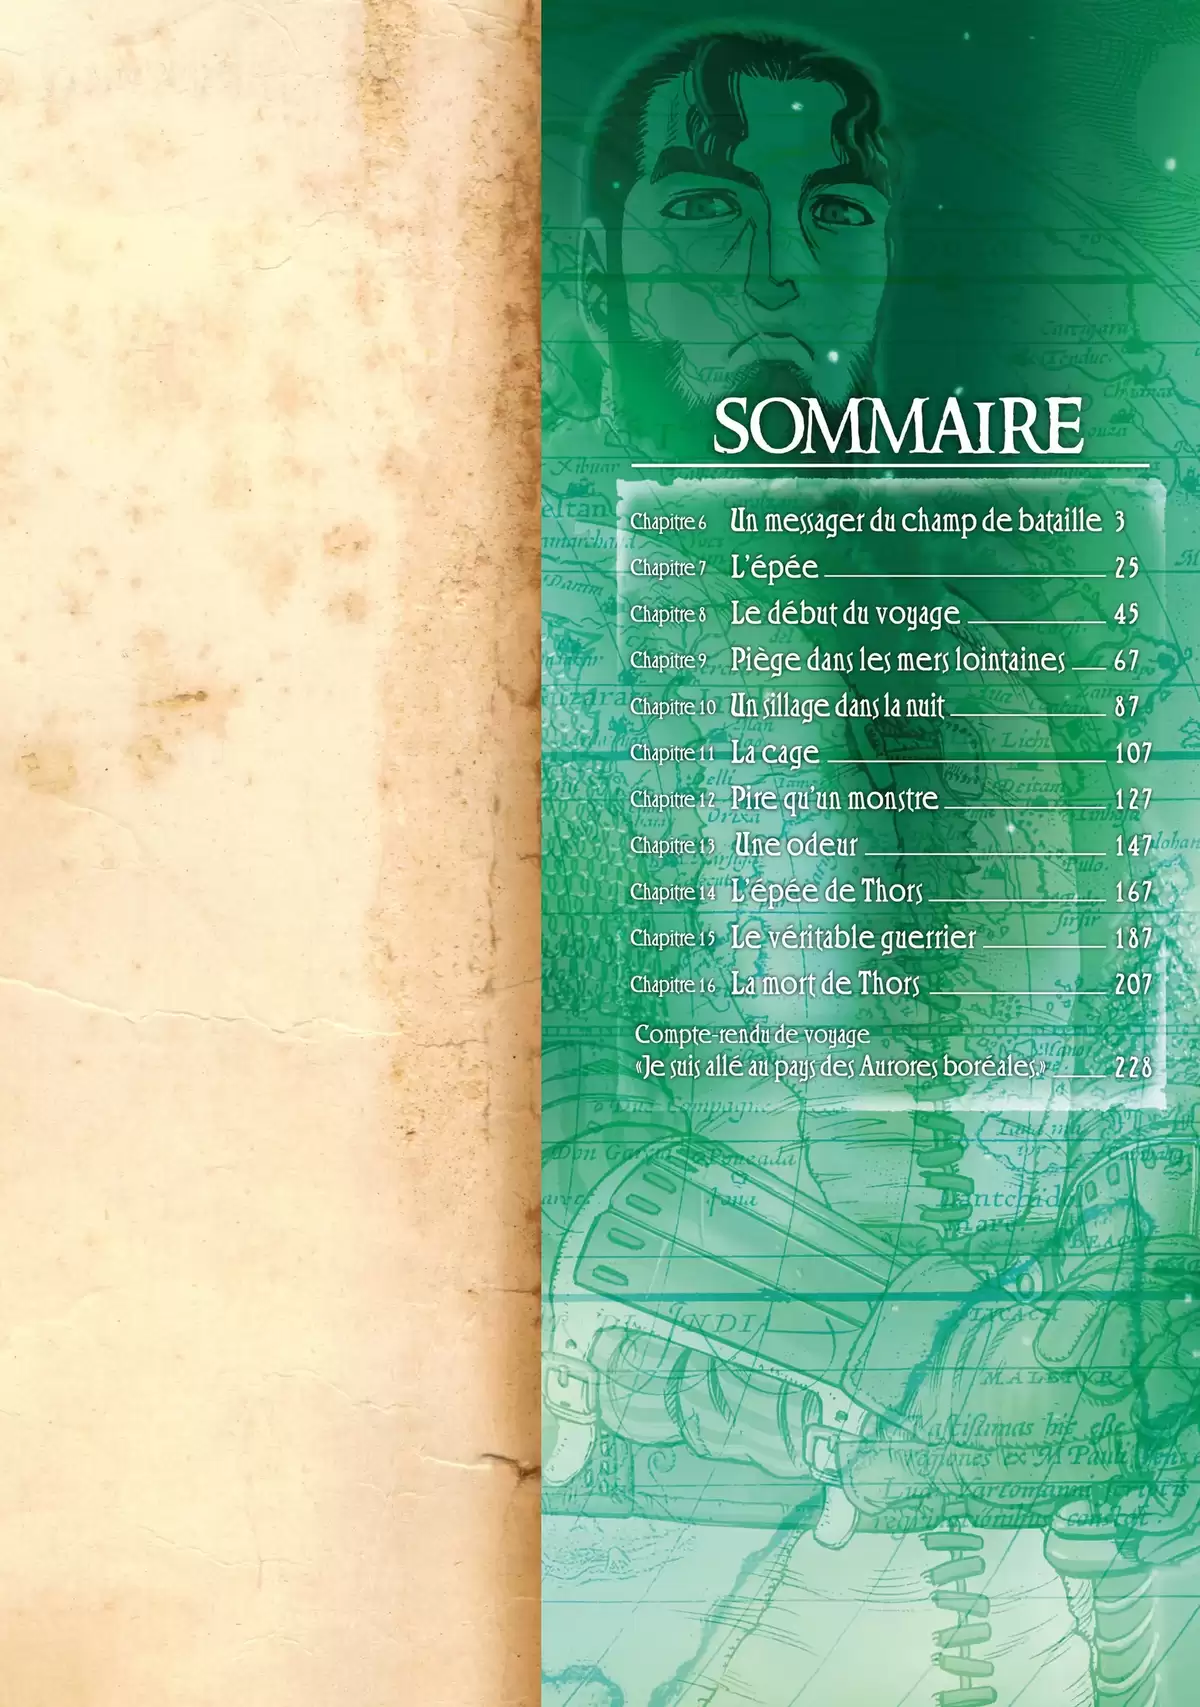 SOMMAIRE
Chapitre 6 Un messager du champ de bataille 3
Chapitre 7 L'épée 25
Chapitre 8 Le début du voyage 45
Chapitre 9 Piège dans les mers lointaines 67
Chapitre 10 Un sillage dans la nuit 87
Chapitre 11 La cage 107
Chapitre 12 Pire qu'un monstre 127
Chapitre 13 Une odeur 147
Chapitre 14 L'épée de Thors 167
Chapitre 15 Le véritable guerrier 187
Chapitre 16 La mort de Thors 207
Compte-rendu de voyage
«Je suis allé au pays des Aurores boréales.» 228
Don Garcia
MALETVR